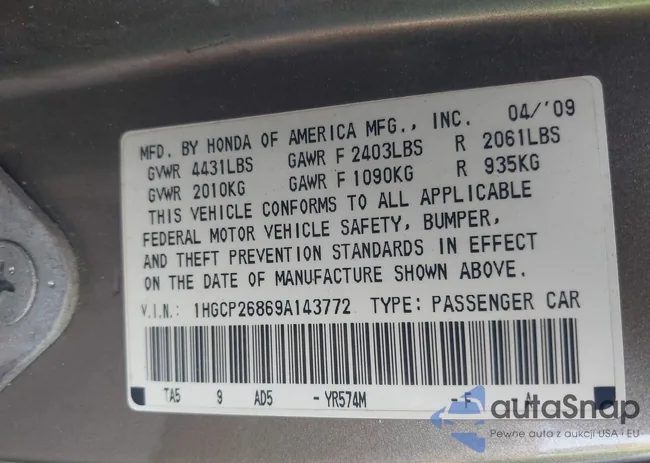 MFD. BY HONDA OF AMERICA MFG., INC. 04/'09
GVWR 4431LBS GAWR F 2403LBS R 2061LBS
GVWR 2010KG GAWR F 1090KG R 935KG
THIS VEHICLE CONFORMS TO ALL APPLICABLE
FEDERAL MOTOR VEHICLE SAFETY, BUMPER,
AND THEFT PREVENTION STANDARDS IN EFFECT
ON THE DATE OF MANUFACTURE SHOWN ABOVE.
V.I.N.: 1HGCP26869A143772 TYPE: PASSENGER CAR
TA5 9 AD5 -YR574M -F A
autoSnap
Pewne auta z aukcji USA i EU